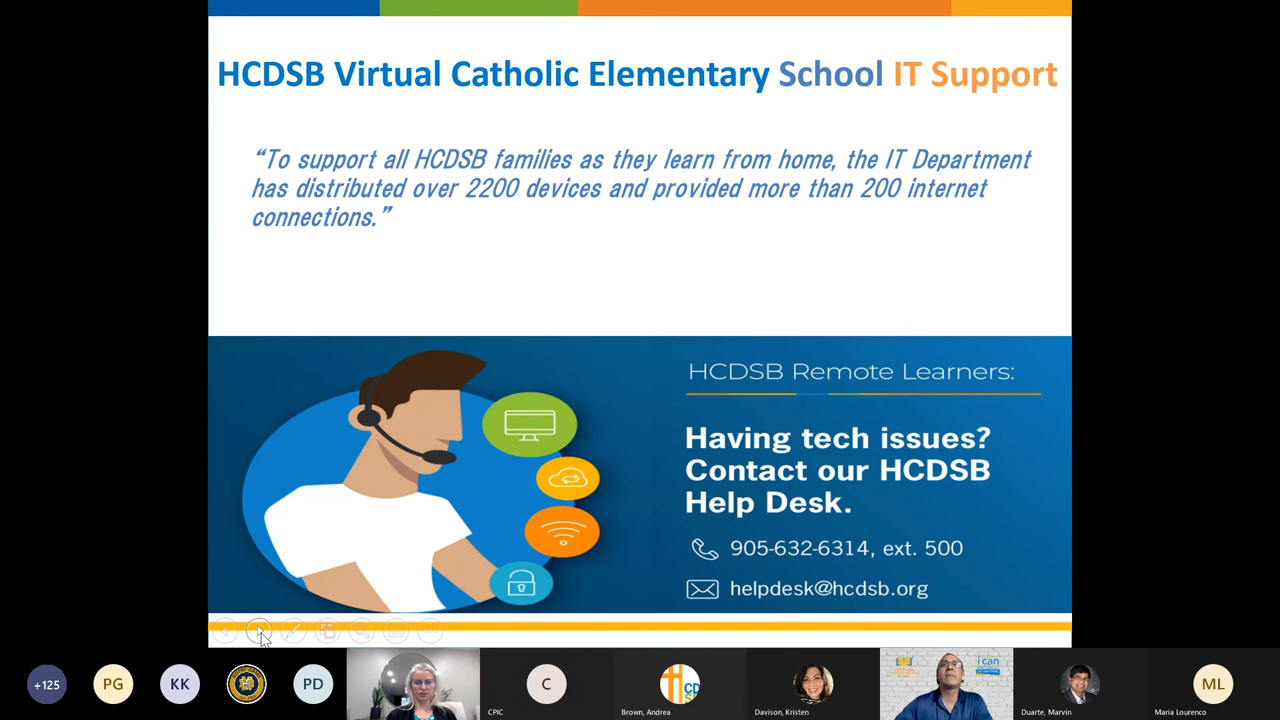 HCDSB Virtual Catholic Elementary School IT Support
“To support all HCDSB families as they learn from home, the IT Department
has distributed over 2200 devices and provided more than 200 internet
connections.”
HCDSB Remote Learners:
Having tech issues?
Contact our HCDSB
Help Desk.
905-632-6314, ext. 500
helpdesk@hcdsb.org
+125
PG
KK
PD
C
CPIC
Brown, Andrea
Davison, Kristen
i can
Duarte, Marvin
ML
Maria Lourenco